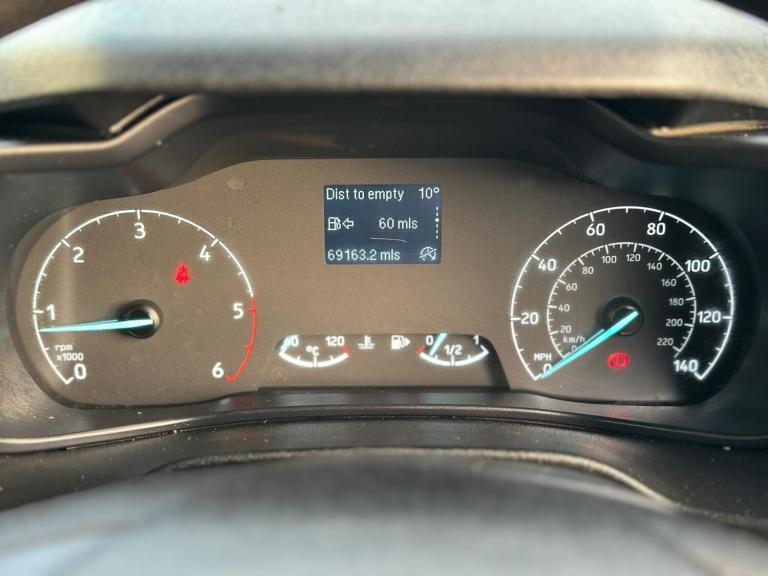 Dist to empty 10°
60 mls
69163.2 mls
0 1 2 3 4 5 6
rpm
x1000
120
°C
0 1/2 1
0 20 40 60 80 100 120 140
MPH
20 40 60 80 100 120 140 160 180 200 220
km/h